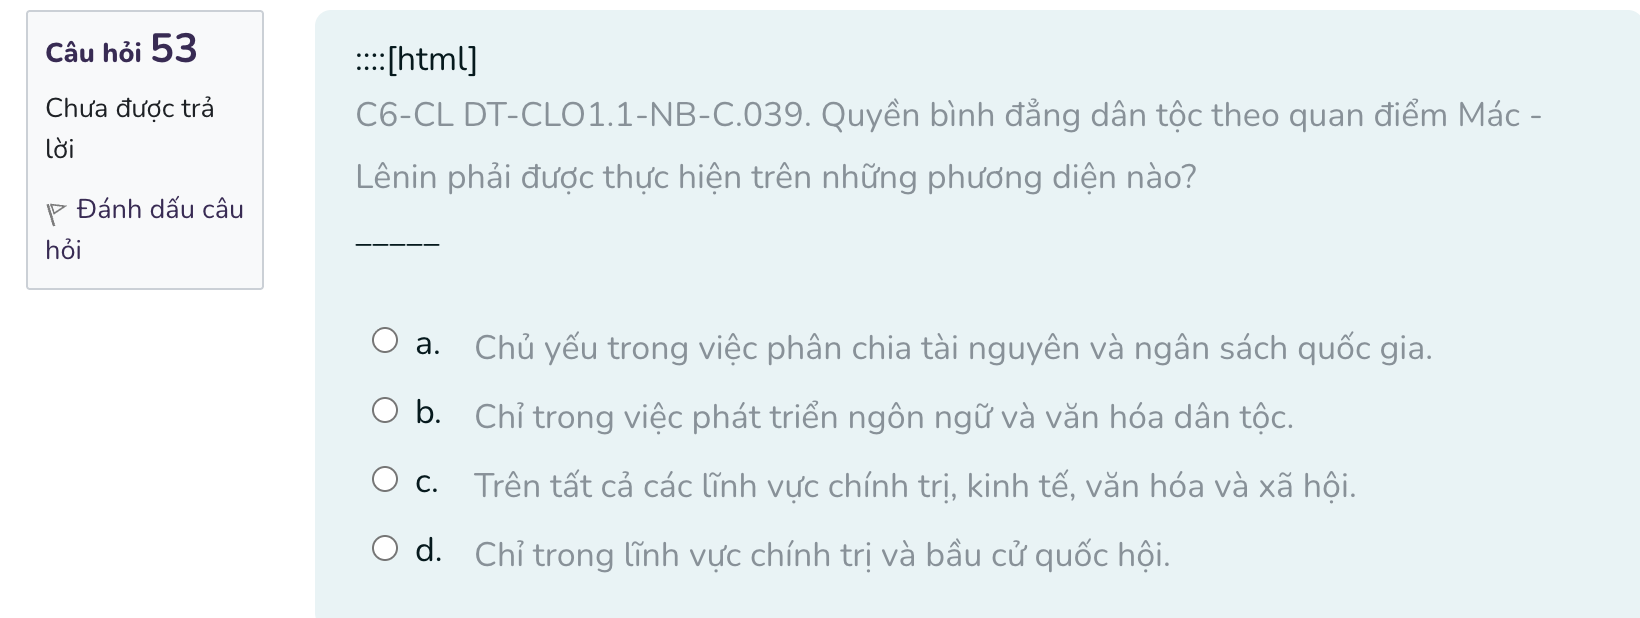 Câu hỏi 53
Chưa được trả
lời
Đánh dấu câu
hỏi
::::[html]
C6-CL DT-CLO1.1-NB-C.039. Quyền bình đẳng dân tộc theo quan điểm Mác -
Lênin phải được thực hiện trên những phương diện nào?
_____
a. Chủ yếu trong việc phân chia tài nguyên và ngân sách quốc gia.
b. Chỉ trong việc phát triển ngôn ngữ và văn hóa dân tộc.
c. Trên tất cả các lĩnh vực chính trị, kinh tế, văn hóa và xã hội.
d. Chỉ trong lĩnh vực chính trị và bầu cử quốc hội.